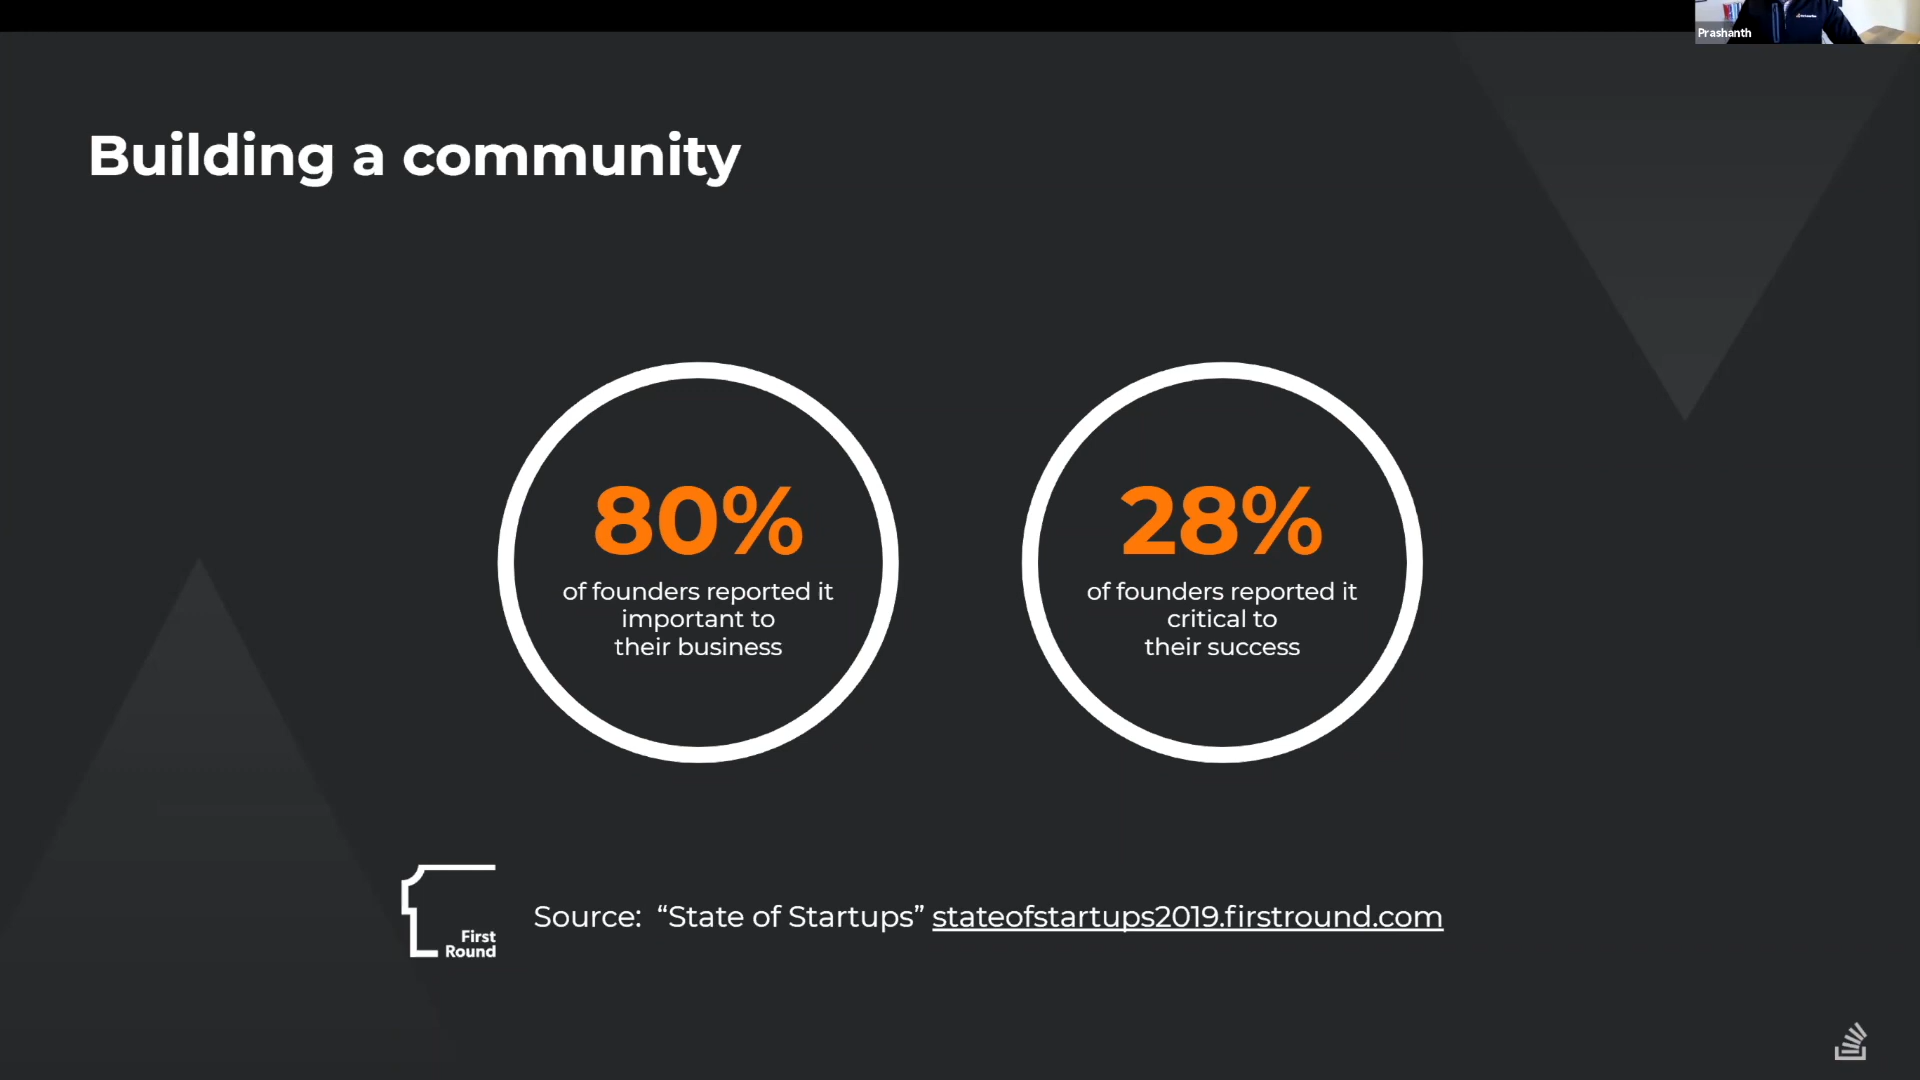 Prashanth
Building a community
80%
of founders reported it
important to
their business
28%
of founders reported it
critical to
their success
First
Round
Source: “State of Startups” stateofstartups2019.firstround.com